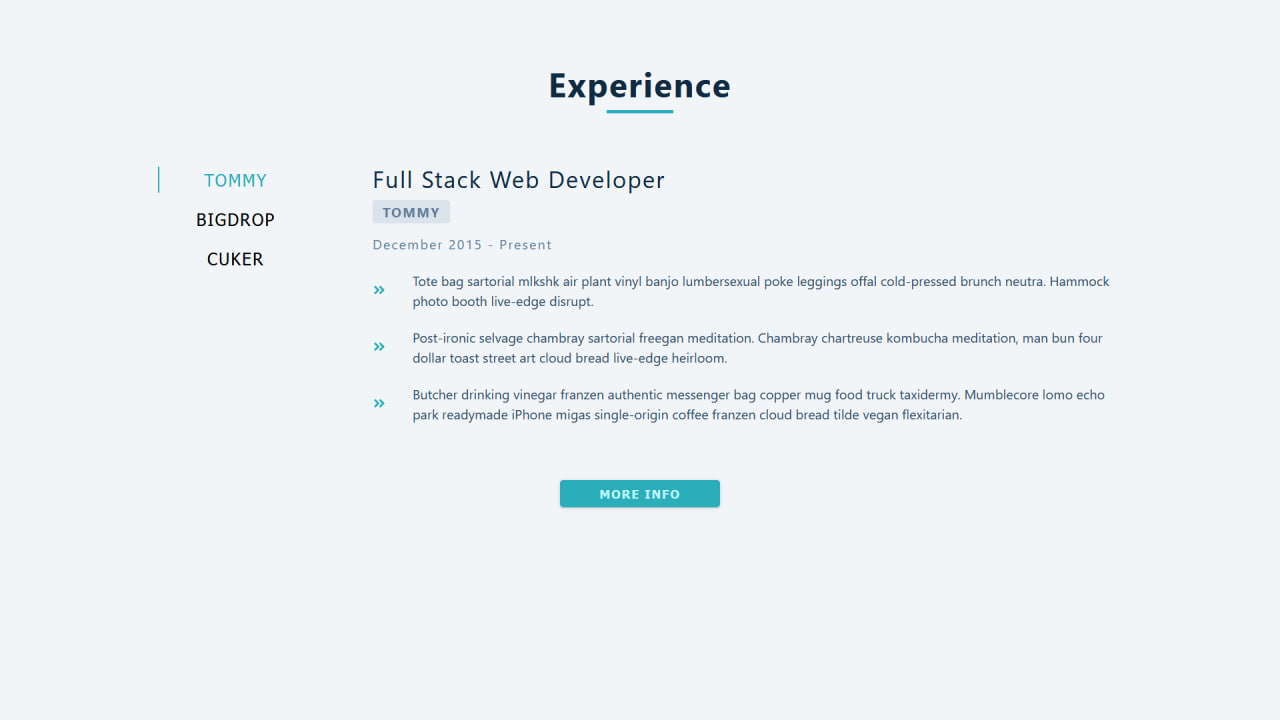 Experience
TOMMY
BIGDROP
CUKER
Full Stack Web Developer
TOMMY
December 2015 - Present
Tote bag sartorial mlkshk air plant vinyl banjo lumbersexual poke leggings offal cold-pressed brunch neutra. Hammock
photo booth live-edge disrupt.
Post-ironic selvage chambray sartorial freegan meditation. Chambray chartreuse kombucha meditation, man bun four
dollar toast street art cloud bread live-edge heirloom.
Butcher drinking vinegar franzen authentic messenger bag copper mug food truck taxidermy. Mumblecore lomo echo
park readymade iPhone migas single-origin coffee franzen cloud bread tilde vegan flexitarian.
MORE INFO